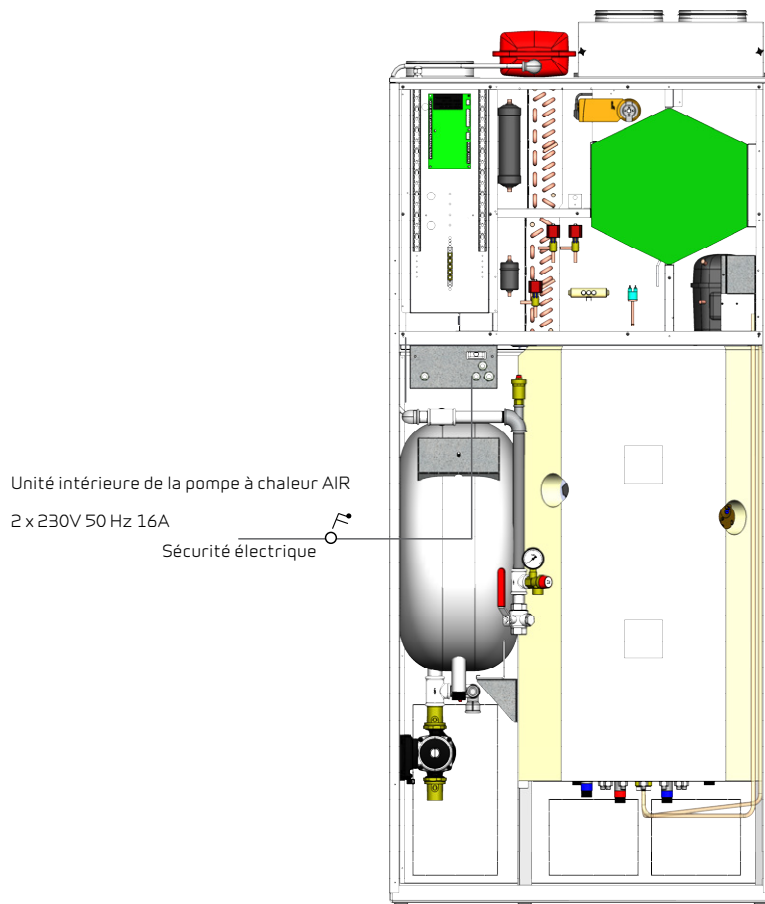 Unité intérieure de la pompe à chaleur AIR
2 x 230V 50 Hz 16A
Sécurité électrique